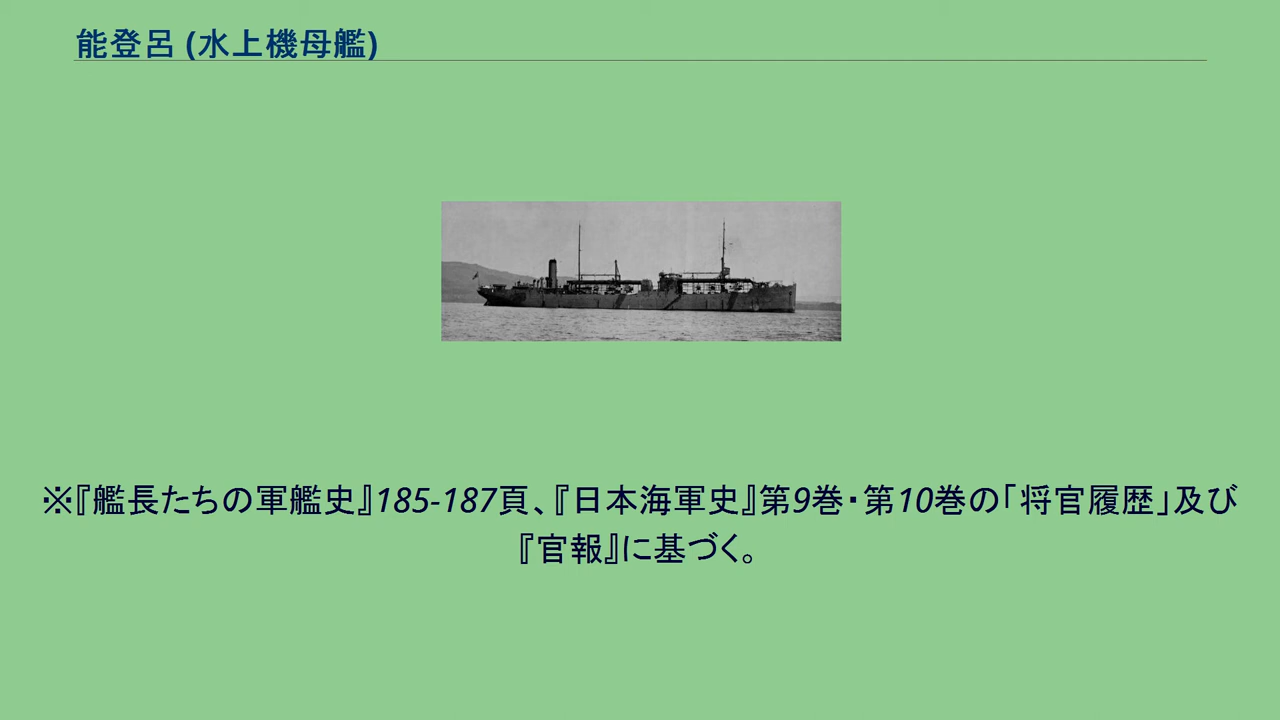 能登呂 (水上機母艦)
※『艦長たちの軍艦史』185-187頁、『日本海軍史』第9巻・第10巻の「将官履歴」及び
『官報』に基づく。